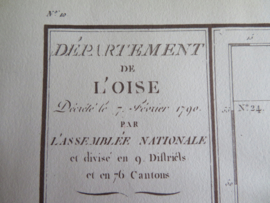 N.º 10
DÉPARTEMENT
DE
L'OISE
Décrété le 7. Février 1790.
PAR
L'ASSEMBLÉE NATIONALE
et divisé en 9. Districts
et en 76 Cantons
N.º 24.